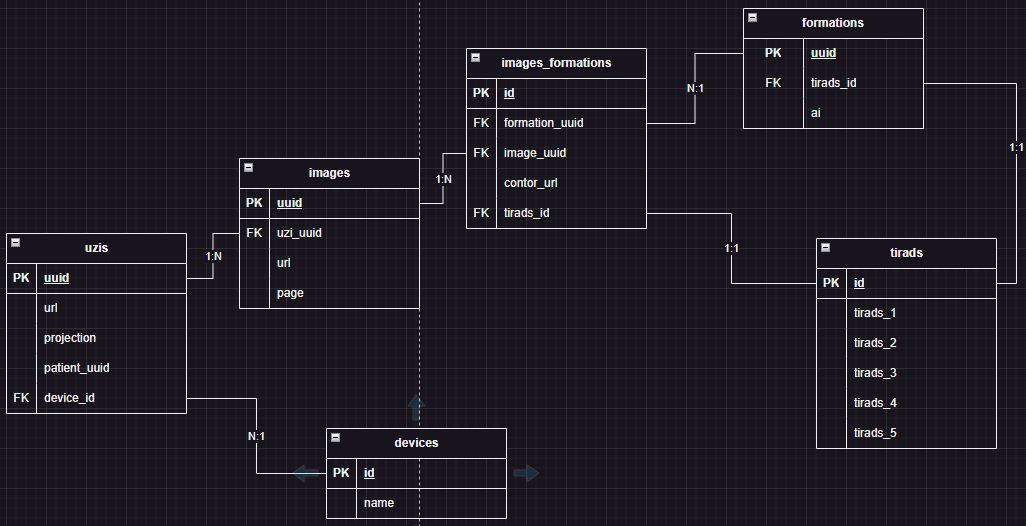 formations
PK uuid
FK tirads_id
ai
images_formations
PK id
FK formation_uuid
FK image_uuid
contor_url
FK tirads_id
N:1
1:1
images
PK uuid
FK uzi_uuid
url
page
1:N
uzis
PK uuid
url
projection
patient_uuid
FK device_id
1:N
1:1
tirads
PK id
tirads_1
tirads_2
tirads_3
tirads_4
tirads_5
N:1
devices
PK id
name